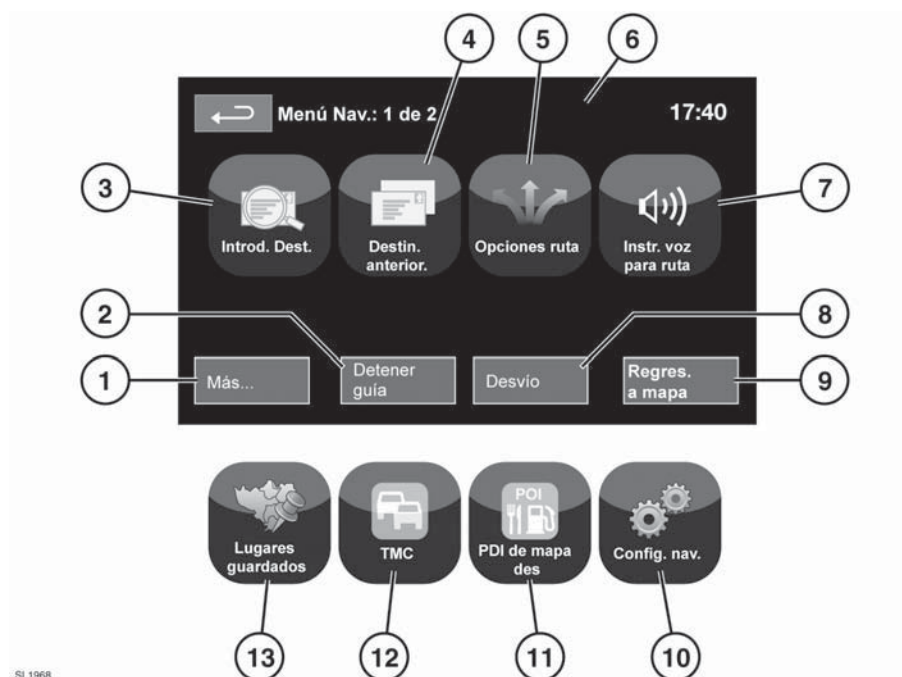 4
5
6
Menú Nav.: 1 de 2
17:40
3
7
Introd. Dest.
Destin.
anterior.
Opciones ruta
Instr. voz
para ruta
2
8
1
9
Más...
Detener
guía
Desvío
Regres.
a mapa
POI
Lugares
guardados
TMC
PDI de mapa
des
Config. nav.
13
12
11
10
SL1968